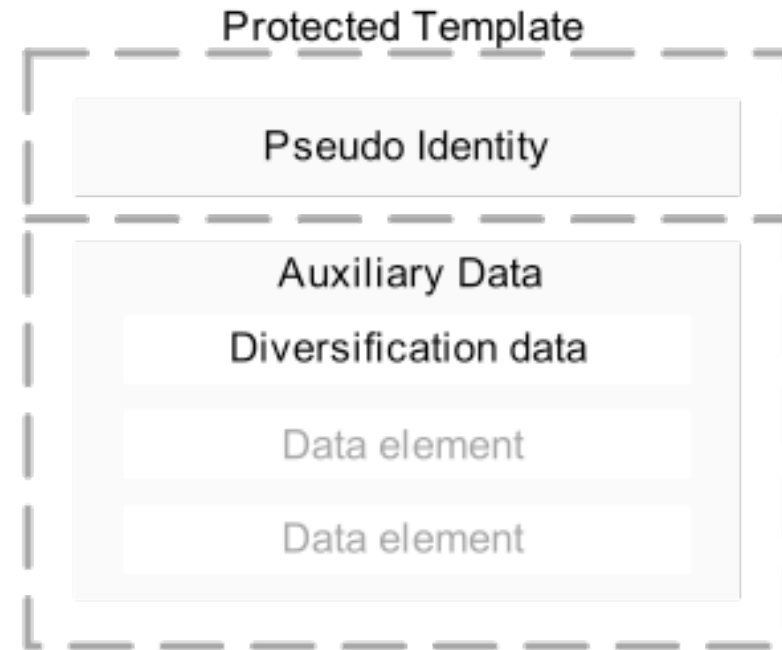 Protected Template
Pseudo Identity
Auxiliary Data
Diversification data
Data element
Data element